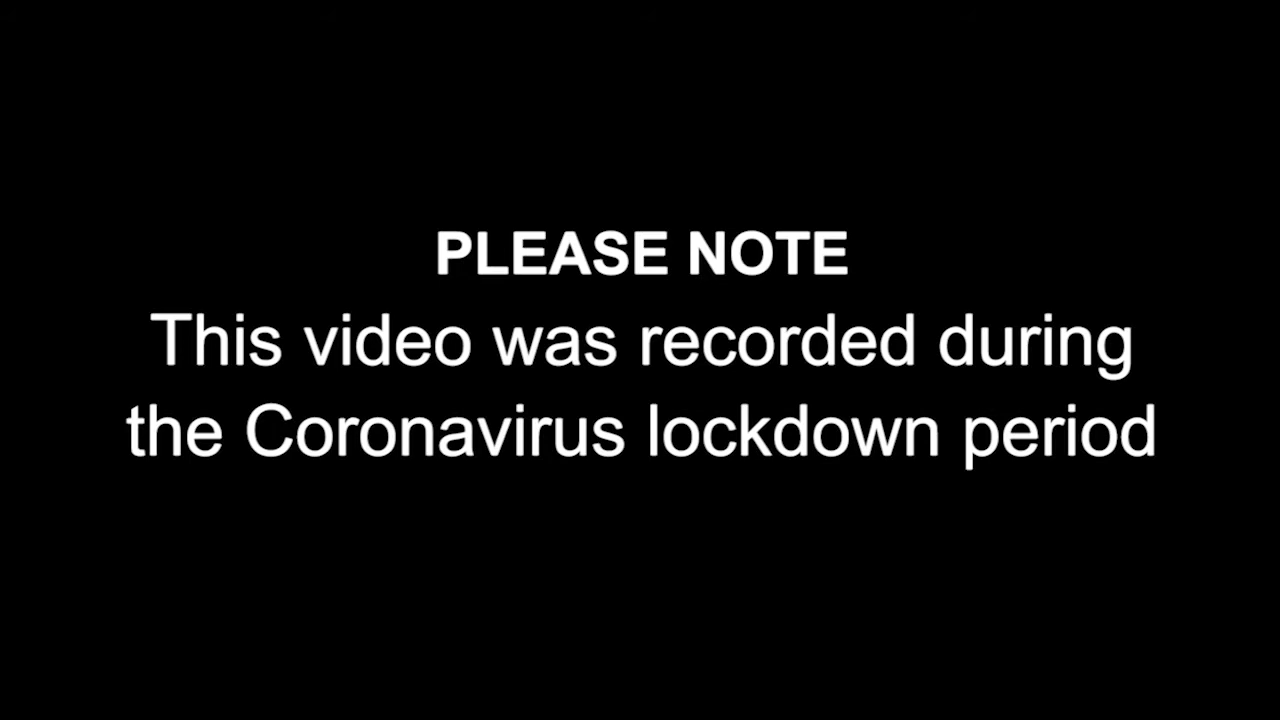 PLEASE NOTE
This video was recorded during
the Coronavirus lockdown period